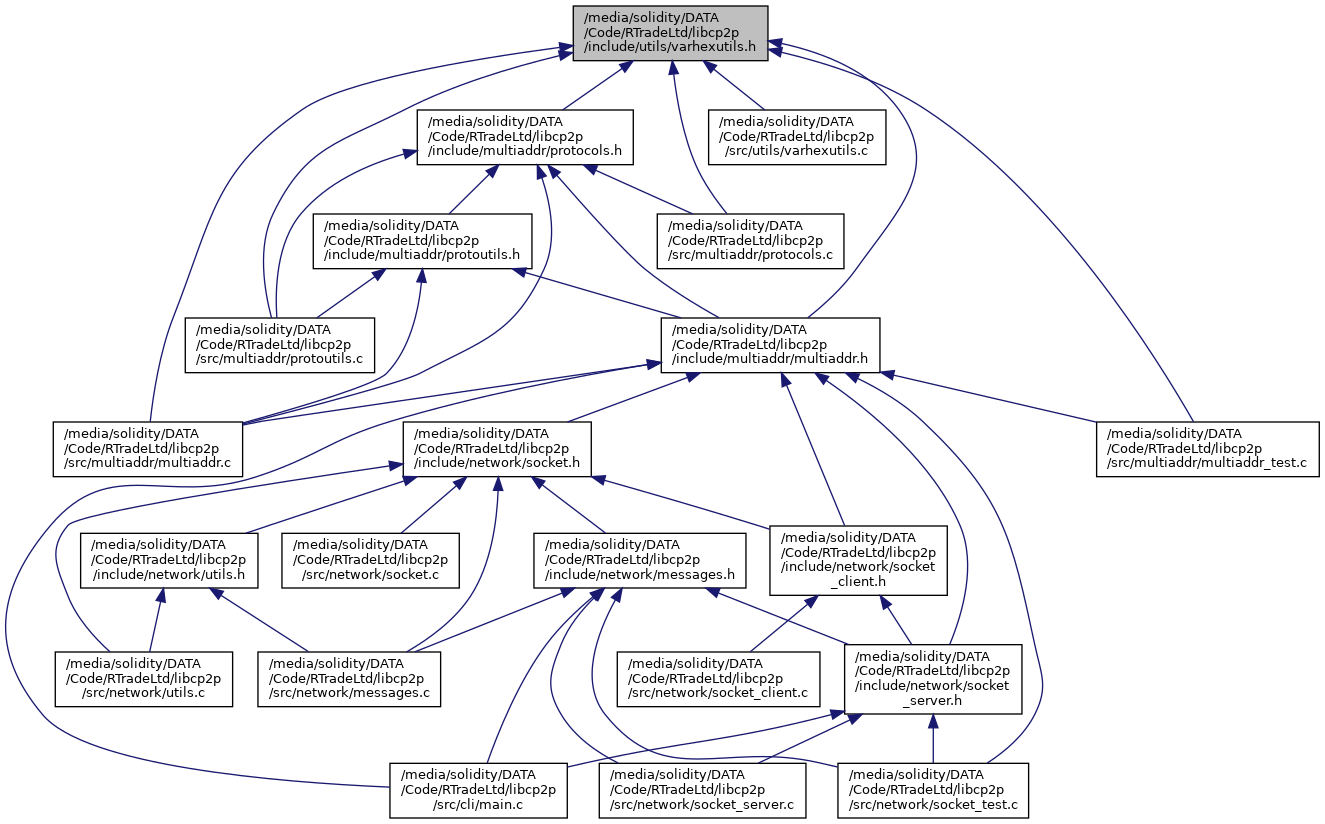 /media/solidity/DATA
/Code/RTradeLtd/libcp2p
/include/utils/varhexutils.h
/media/solidity/DATA
/Code/RTradeLtd/libcp2p
/include/multiaddr/protocols.h
/media/solidity/DATA
/Code/RTradeLtd/libcp2p
/src/utils/varhexutils.c
/media/solidity/DATA
/Code/RTradeLtd/libcp2p
/include/multiaddr/protoutils.h
/media/solidity/DATA
/Code/RTradeLtd/libcp2p
/src/multiaddr/protocols.c
/media/solidity/DATA
/Code/RTradeLtd/libcp2p
/src/multiaddr/protoutils.c
/media/solidity/DATA
/Code/RTradeLtd/libcp2p
/include/multiaddr/multiaddr.h
/media/solidity/DATA
/Code/RTradeLtd/libcp2p
/src/multiaddr/multiaddr.c
/media/solidity/DATA
/Code/RTradeLtd/libcp2p
/include/network/socket.h
/media/solidity/DATA
/Code/RTradeLtd/libcp2p
/src/multiaddr/multiaddr_test.c
/media/solidity/DATA
/Code/RTradeLtd/libcp2p
/include/network/utils.h
/media/solidity/DATA
/Code/RTradeLtd/libcp2p
/src/network/socket.c
/media/solidity/DATA
/Code/RTradeLtd/libcp2p
/include/network/messages.h
/media/solidity/DATA
/Code/RTradeLtd/libcp2p
/include/network/socket
_client.h
/media/solidity/DATA
/Code/RTradeLtd/libcp2p
/src/network/utils.c
/media/solidity/DATA
/Code/RTradeLtd/libcp2p
/src/network/messages.c
/media/solidity/DATA
/Code/RTradeLtd/libcp2p
/src/network/socket_client.c
/media/solidity/DATA
/Code/RTradeLtd/libcp2p
/include/network/socket
_server.h
/media/solidity/DATA
/Code/RTradeLtd/libcp2p
/src/cli/main.c
/media/solidity/DATA
/Code/RTradeLtd/libcp2p
/src/network/socket_server.c
/media/solidity/DATA
/Code/RTradeLtd/libcp2p
/src/network/socket_test.c